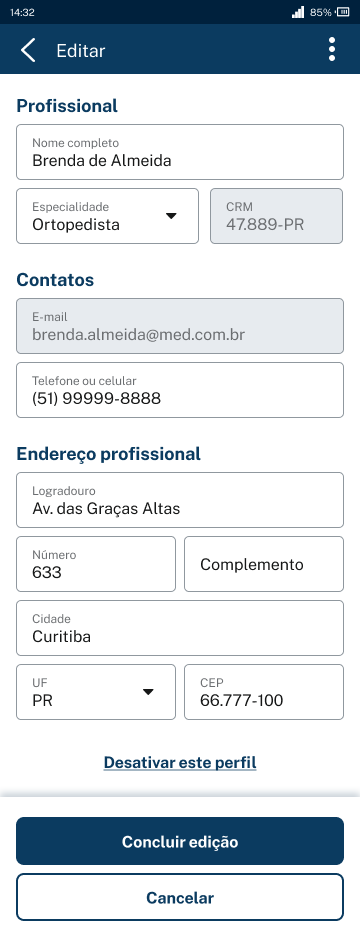 14:32 85%
Editar
Profissional
Nome completo
Brenda de Almeida
Especialidade
Ortopedista
CRM
47.889-PR
Contatos
E-mail
brenda.almeida@med.com.br
Telefone ou celular
(51) 99999-8888
Endereço profissional
Logradouro
Av. das Graças Altas
Número
633
Complemento
Cidade
Curitiba
UF
PR
CEP
66.777-100
Desativar este perfil
Concluir edição
Cancelar